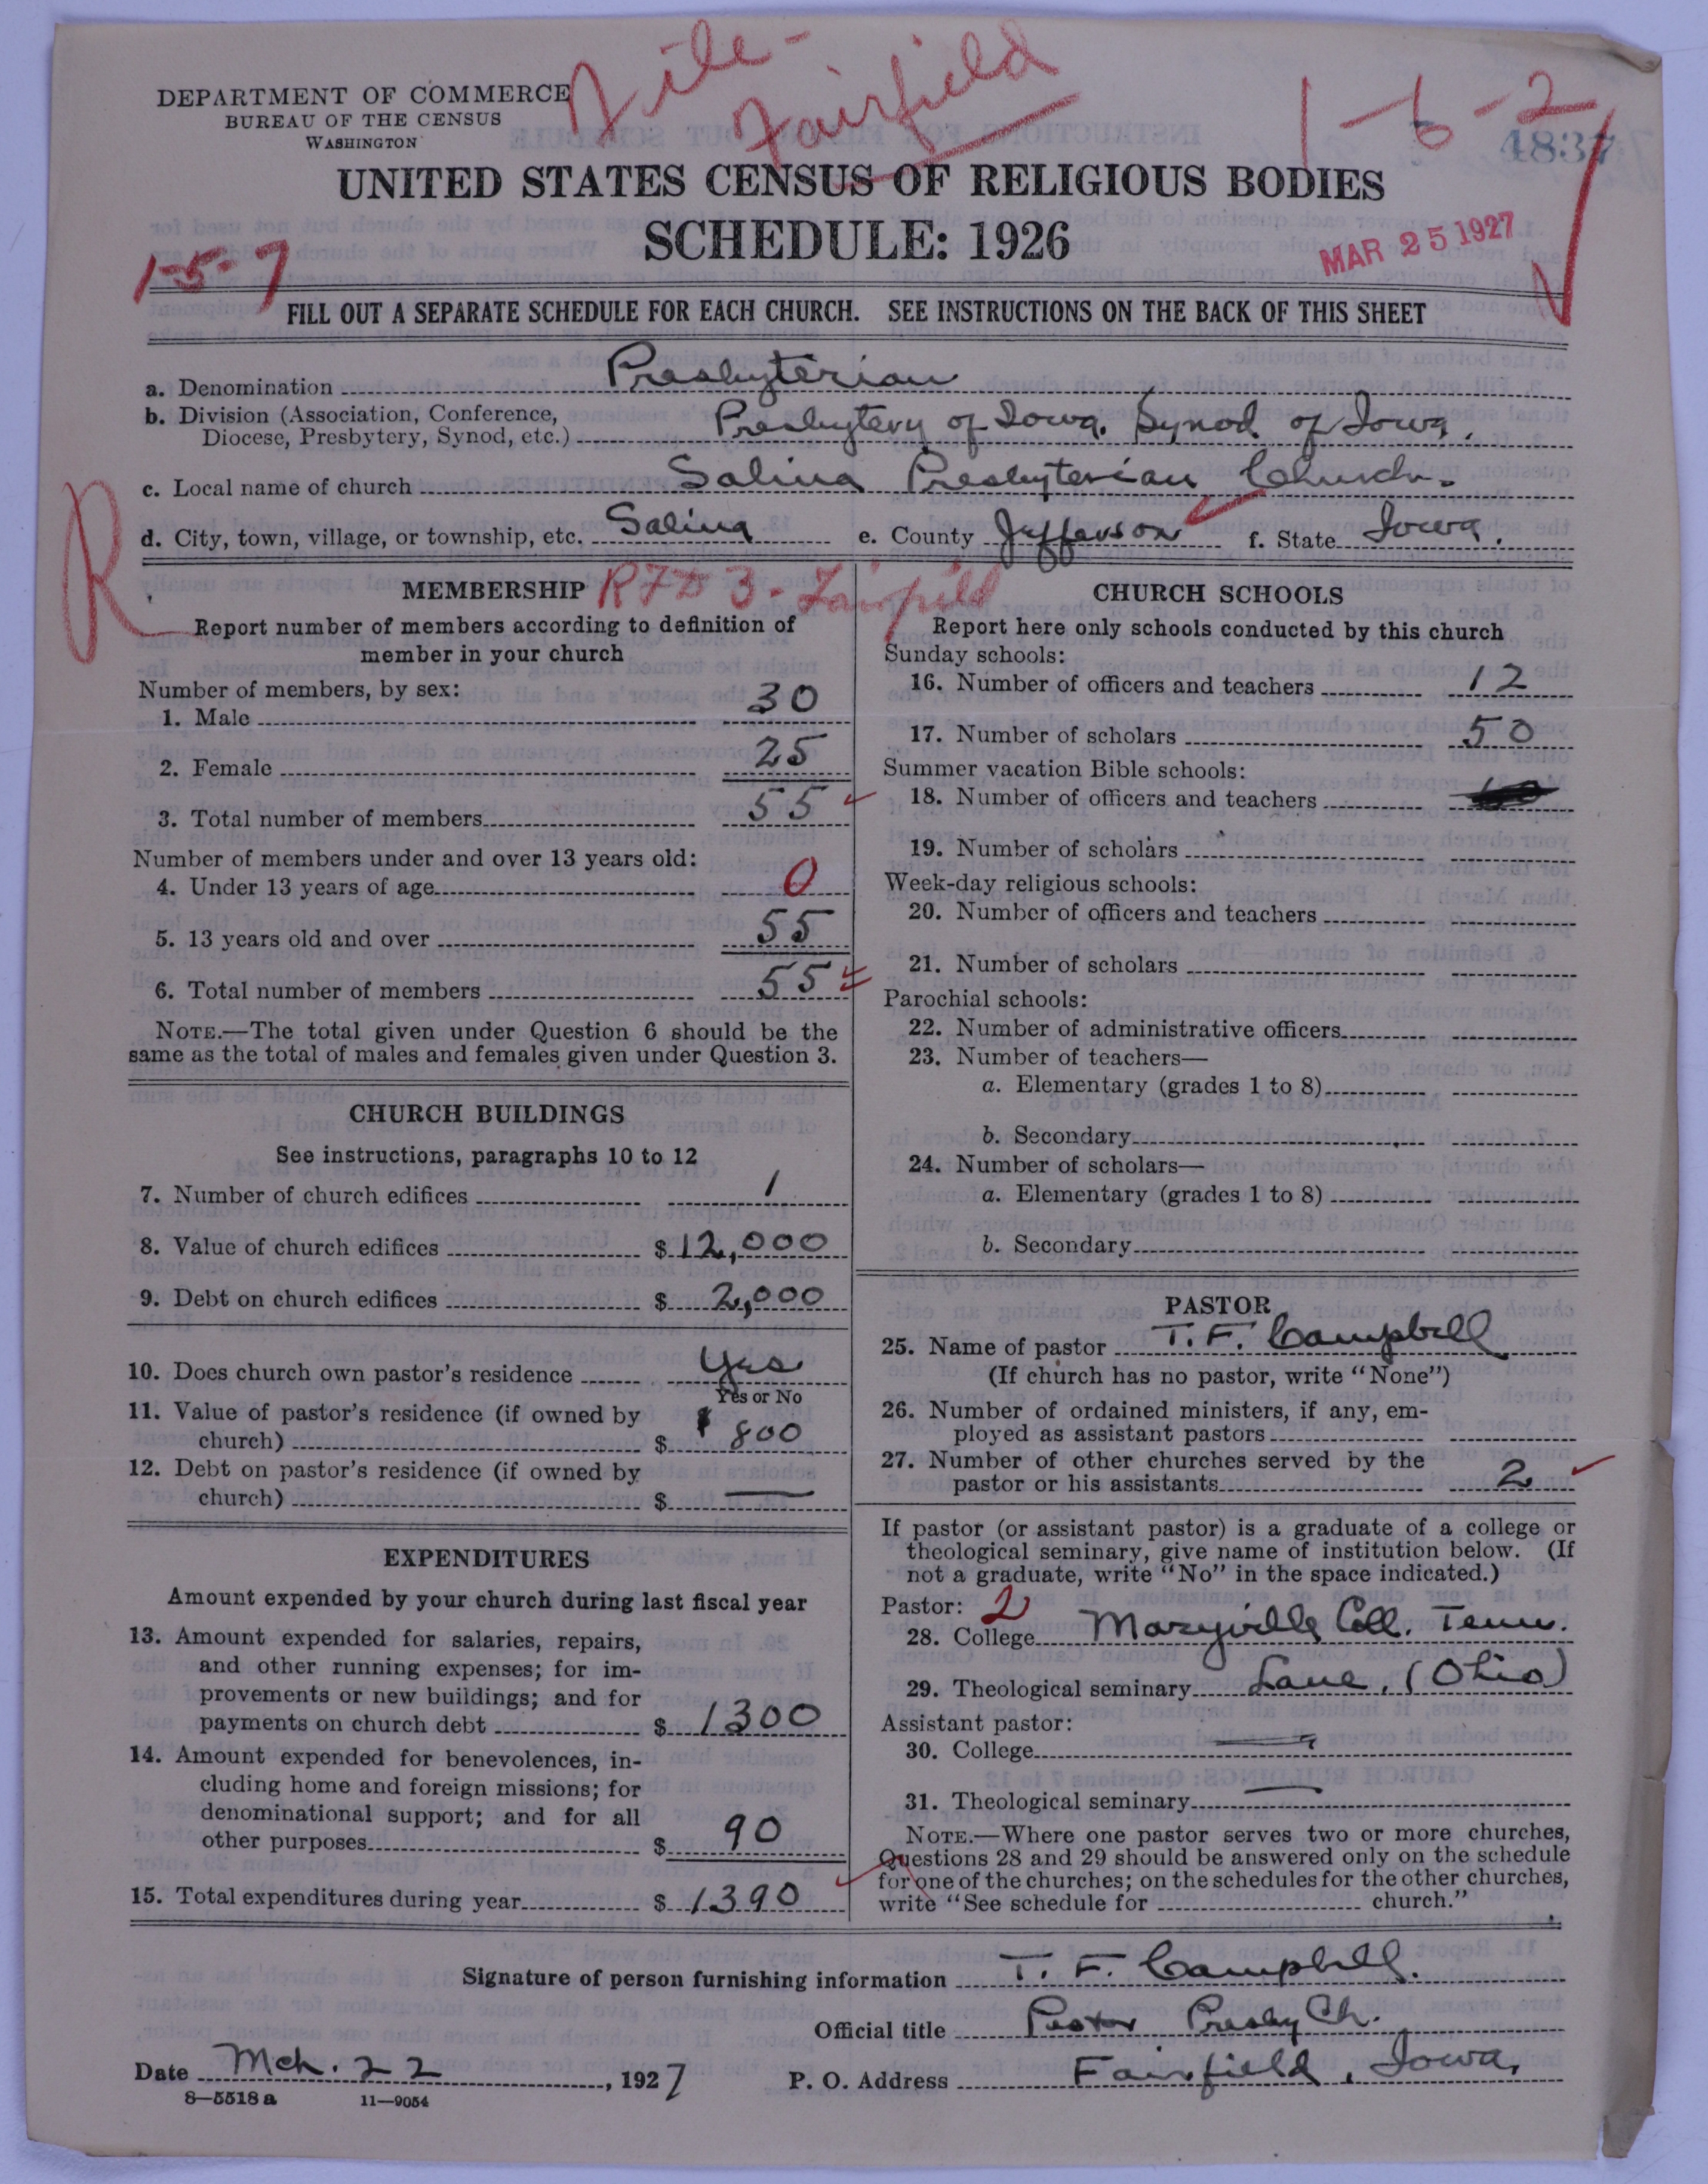 File - Fairfield
DEPARTMENT OF COMMERCE
BUREAU OF THE CENSUS
WASHINGTON
1-6-2
4837
UNITED STATES CENSUS OF RELIGIOUS BODIES
SCHEDULE: 1926
MAR 25 1927
1-5-7
FILL OUT A SEPARATE SCHEDULE FOR EACH CHURCH. SEE INSTRUCTIONS ON THE BACK OF THIS SHEET
a. Denomination Presbyterian
b. Division (Association, Conference, Diocese, Presbytery, Synod, etc.) Presbytery of Iowa. Synod of Iowa.
c. Local name of church Salina Presbyterian Church.
d. City, town, village, or township, etc. Salina e. County Jefferson f. State Iowa.
R
MEMBERSHIP RFD 3 - Fairfield
Report number of members according to definition of
member in your church
Number of members, by sex:
1. Male 30
2. Female 25
3. Total number of members 55
Number of members under and over 13 years old:
4. Under 13 years of age 0
5. 13 years old and over 55
6. Total number of members 55
NOTE.—The total given under Question 6 should be the
same as the total of males and females given under Question 3.
CHURCH BUILDINGS
See instructions, paragraphs 10 to 12
7. Number of church edifices 1
8. Value of church edifices $ 12,000
9. Debt on church edifices $ 2,000
10. Does church own pastor's residence Yes
Yes or No
11. Value of pastor's residence (if owned by
church) $ $ 800
12. Debt on pastor's residence (if owned by
church) $ —
EXPENDITURES
Amount expended by your church during last fiscal year
13. Amount expended for salaries, repairs,
and other running expenses; for im-
provements or new buildings; and for
payments on church debt $ 1300
14. Amount expended for benevolences, in-
cluding home and foreign missions; for
denominational support; and for all
other purposes $ 90
15. Total expenditures during year $ 1390
CHURCH SCHOOLS
Report here only schools conducted by this church
Sunday schools:
16. Number of officers and teachers 12
17. Number of scholars 50
Summer vacation Bible schools:
18. Number of officers and teachers
19. Number of scholars
Week-day religious schools:
20. Number of officers and teachers
21. Number of scholars
Parochial schools:
22. Number of administrative officers
23. Number of teachers—
a. Elementary (grades 1 to 8)
b. Secondary
24. Number of scholars—
a. Elementary (grades 1 to 8)
b. Secondary
PASTOR
25. Name of pastor T. F. Campbell
(If church has no pastor, write "None")
26. Number of ordained ministers, if any, em-
ployed as assistant pastors
27. Number of other churches served by the
pastor or his assistants 2
If pastor (or assistant pastor) is a graduate of a college or
theological seminary, give name of institution below. (If
not a graduate, write "No" in the space indicated.)
Pastor: 2
28. College Maryville Coll. Tenn.
29. Theological seminary Lane, (Ohio)
Assistant pastor:
30. College —
31. Theological seminary —
NOTE.—Where one pastor serves two or more churches,
Questions 28 and 29 should be answered only on the schedule
for one of the churches; on the schedules for the other churches,
write "See schedule for church."
Signature of person furnishing information T. F. Campbell.
Official title Pastor Presby Ch.
Date Mch. 22, 1927 P. O. Address Fairfield, Iowa,
8—5518 a 11—9054